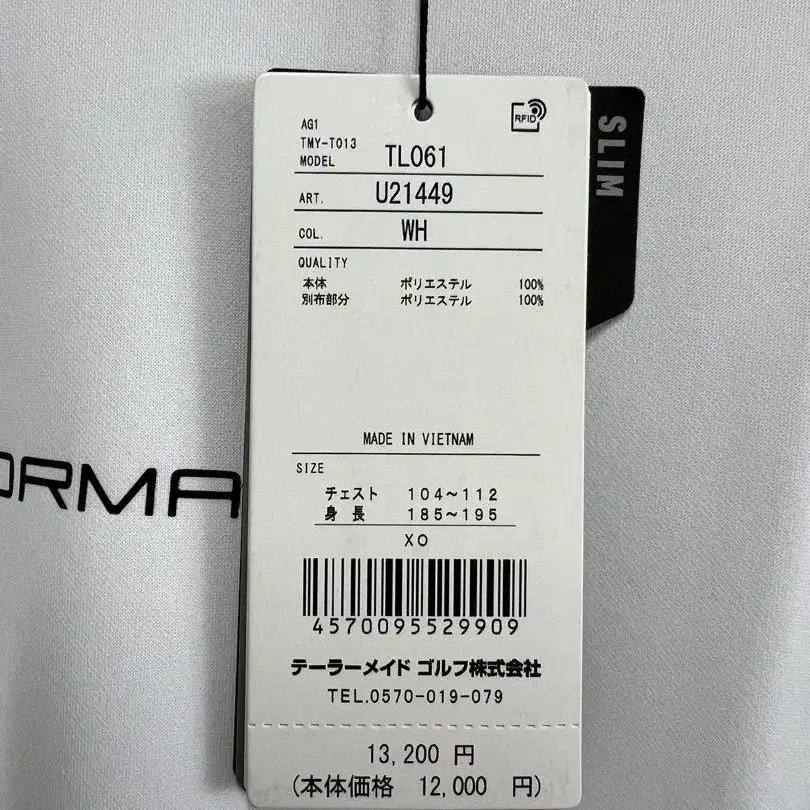 AG1
TMY-T013
MODEL TL061
ART. U21449
COL. WH
QUALITY
本体 ポリエステル 100%
別布部分 ポリエステル 100%
MADE IN VIETNAM
SIZE
チェスト 104~112
身長 185~195
XO
4570095529909
テーラーメイド ゴルフ株式会社
TEL.0570-019-079
13,200 円
(本体価格 12,000 円)
RFID
SLIM
ORMA